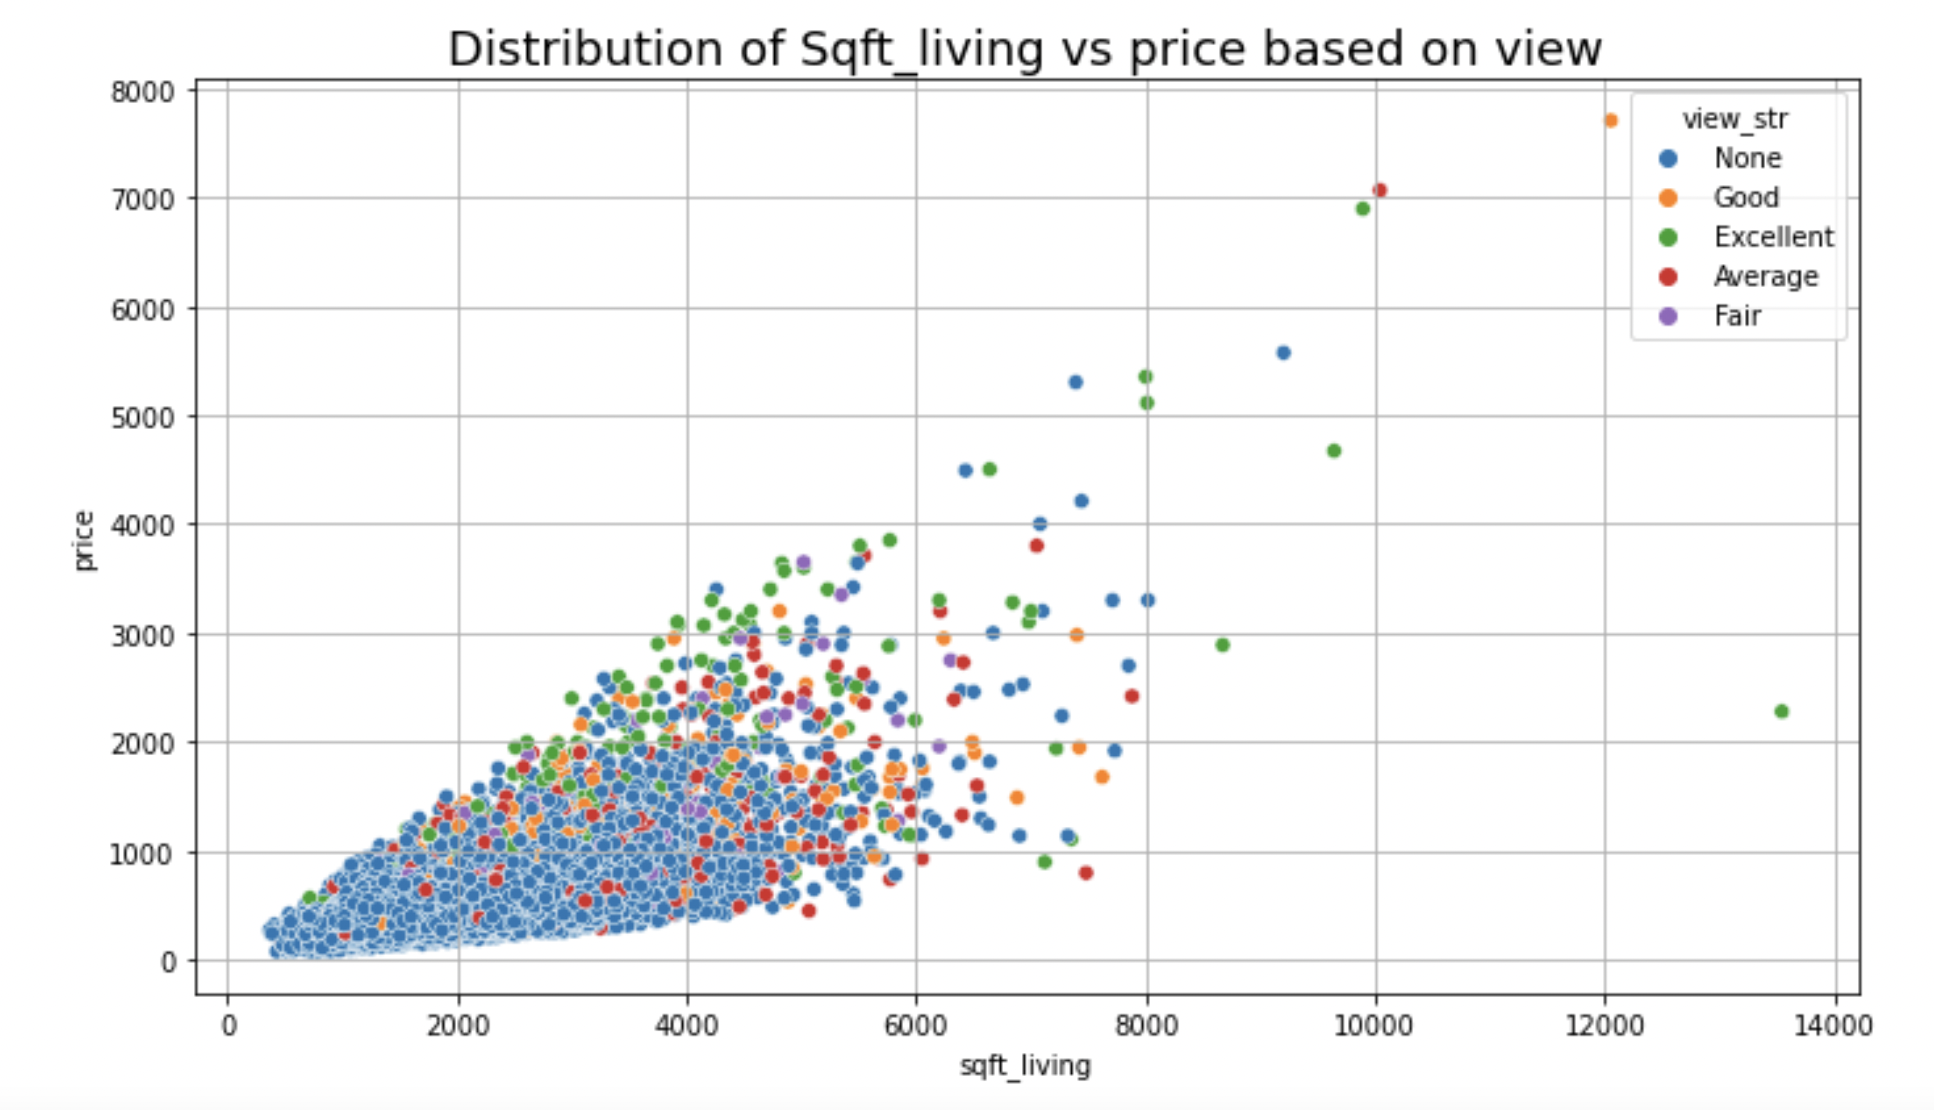 Distribution of Sqft_living vs price based on view
8000
7000
6000
5000
4000
3000
2000
1000
0
price
view_str
None
Good
Excellent
Average
Fair
0 2000 4000 6000 8000 10000 12000 14000
sqft_living